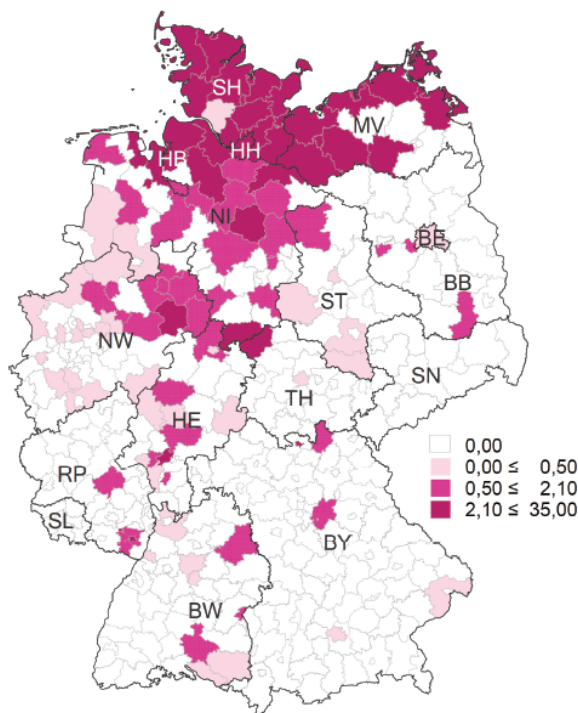 SH
MV
HB
HH
NI
BE
BB
ST
NW
SN
TH
HE
0,00
0,00 ≤ 0,50
0,50 ≤ 2,10
2,10 ≤ 35,00
RP
SL
BY
BW